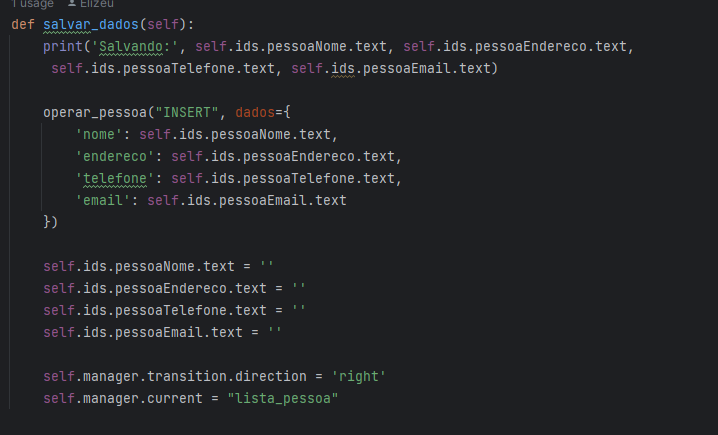 1 usage Elizeu
def salvar_dados(self):
    print('Salvando:', self.ids.pessoaNome.text, self.ids.pessoaEndereco.text,
     self.ids.pessoaTelefone.text, self.ids.pessoaEmail.text)

    operar_pessoa("INSERT", dados={
        'nome': self.ids.pessoaNome.text,
        'endereco': self.ids.pessoaEndereco.text,
        'telefone': self.ids.pessoaTelefone.text,
        'email': self.ids.pessoaEmail.text
    })

    self.ids.pessoaNome.text = ''
    self.ids.pessoaEndereco.text = ''
    self.ids.pessoaTelefone.text = ''
    self.ids.pessoaEmail.text = ''

    self.manager.transition.direction = 'right'
    self.manager.current = "lista_pessoa"